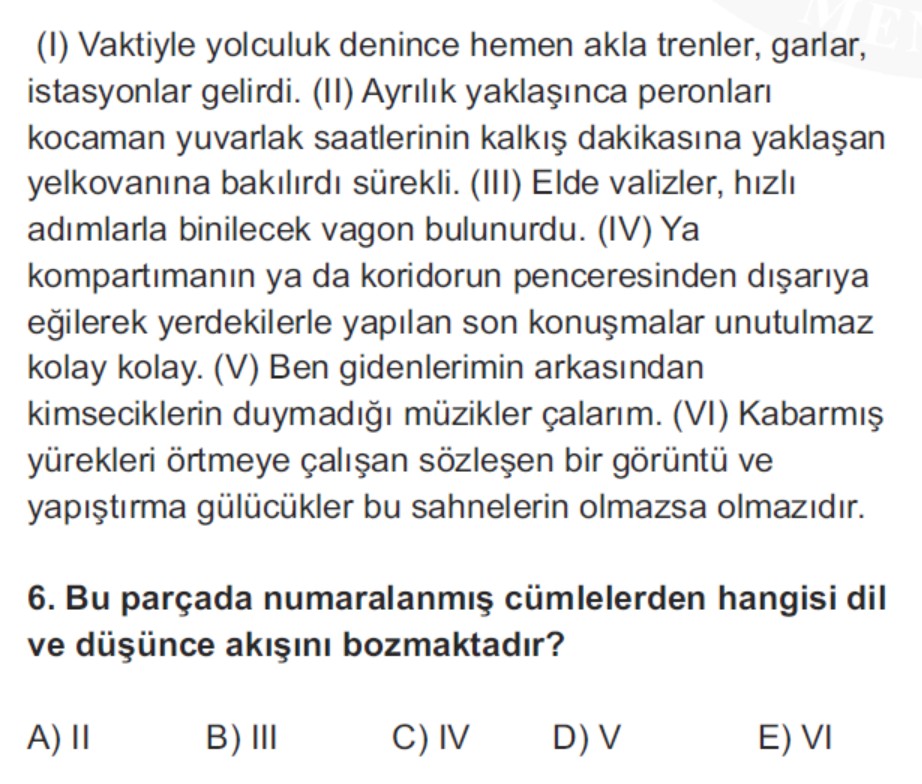 (I) Vaktiyle yolculuk denince hemen akla trenler, garlar,
istasyonlar gelirdi. (II) Ayrılık yaklaşınca peronları
kocaman yuvarlak saatlerinin kalkış dakikasına yaklaşan
yelkovanına bakılırdı sürekli. (III) Elde valizler, hızlı
adımlarla binilecek vagon bulunurdu. (IV) Ya
kompartımanın ya da koridorun penceresinden dışarıya
eğilerek yerdekilerle yapılan son konuşmalar unutulmaz
kolay kolay. (V) Ben gidenlerimin arkasından
kimseciklerin duymadığı müzikler çalarım. (VI) Kabarmış
yürekleri örtmeye çalışan sözleşen bir görüntü ve
yapıştırma gülücükler bu sahnelerin olmazsa olmazıdır.
6. Bu parçada numaralanmış cümlelerden hangisi dil
ve düşünce akışını bozmaktadır?
A) II B) III C) IV D) V E) VI